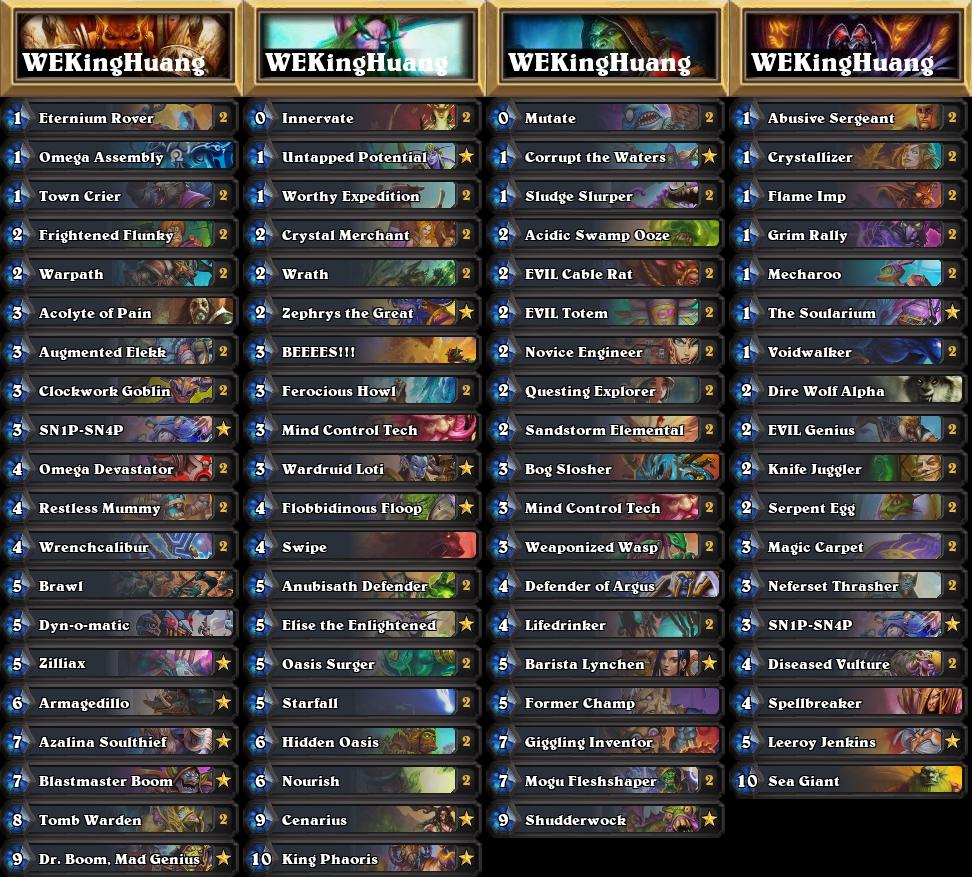 WEKingHuang
1 Eternium Rover 2
1 Omega Assembly 2
1 Town Crier 2
2 Frightened Flunky 2
2 Warpath 2
3 Acolyte of Pain
3 Augmented Elekk 2
3 Clockwork Goblin 2
3 SN1P-SN4P
4 Omega Devastator 2
4 Restless Mummy 2
4 Wrenchcalibur 2
5 Brawl
5 Dyn-o-matic
5 Zilliax
6 Armagedillo
7 Azalina Soulthief
7 Blastmaster Boom
8 Tomb Warden 2
9 Dr. Boom, Mad Genius
WEKingHuang
0 Innervate 2
1 Untapped Potential
1 Worthy Expedition 2
2 Crystal Merchant 2
2 Wrath 2
2 Zephrys the Great
3 BEEEES!!!
3 Ferocious Howl 2
3 Mind Control Tech
3 Wardruid Loti
4 Flobbidinous Floop
4 Swipe
5 Anubisath Defender 2
5 Elise the Enlightened
5 Oasis Surger 2
5 Starfall 2
6 Hidden Oasis 2
6 Nourish 2
9 Cenarius
10 King Phaoris
WEKingHuang
0 Mutate 2
1 Corrupt the Waters
1 Sludge Slurper 2
2 Acidic Swamp Ooze
2 EVIL Cable Rat 2
2 EVIL Totem 2
2 Novice Engineer 2
2 Questing Explorer 2
2 Sandstorm Elemental 2
3 Bog Slosher
3 Mind Control Tech 2
3 Weaponized Wasp 2
4 Defender of Argus
4 Lifedrinker 2
5 Barista Lynchen
5 Former Champ
7 Giggling Inventor
7 Mogu Fleshshaper 2
9 Shudderwock
WEKingHuang
1 Abusive Sergeant 2
1 Crystallizer 2
1 Flame Imp 2
1 Grim Rally 2
1 Mecharoo 2
1 The Soularium
1 Voidwalker 2
2 Dire Wolf Alpha
2 EVIL Genius 2
2 Knife Juggler 2
2 Serpent Egg 2
3 Magic Carpet 2
3 Neferset Thrasher 2
3 SN1P-SN4P
4 Diseased Vulture 2
4 Spellbreaker
5 Leeroy Jenkins
10 Sea Giant